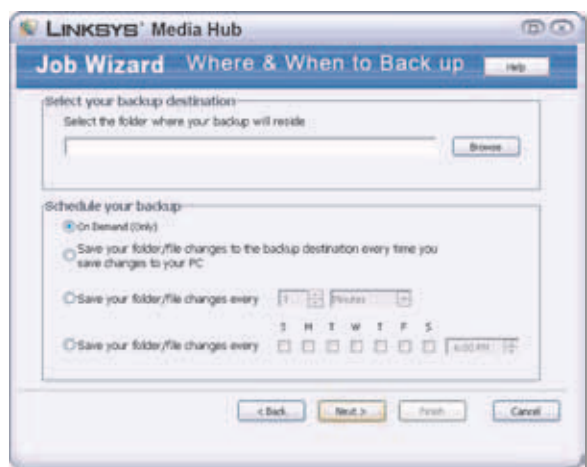 LINKSYS® Media Hub
Job Wizard Where & When to Back up Help
Select your backup destination
Select the folder where your backup will reside
Browse
Schedule your backup
On Demand (Only)
Save your folder/file changes to the backup destination every time you
save changes to your PC
Save your folder/file changes every Minutes
S M T W T F S
Save your folder/file changes every 6:00 PM
< Back Next > Finish Cancel